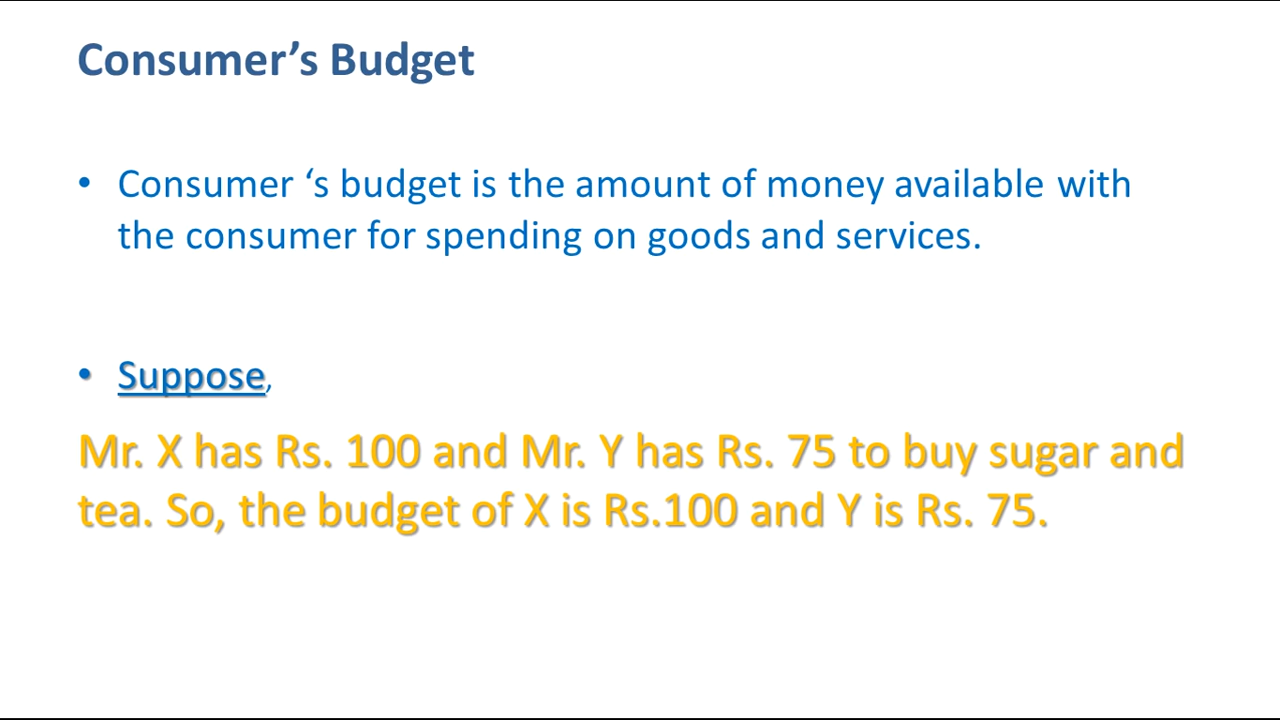 Consumer’s Budget
• Consumer ‘s budget is the amount of money available with
the consumer for spending on goods and services.
• Suppose,
Mr. X has Rs. 100 and Mr. Y has Rs. 75 to buy sugar and
tea. So, the budget of X is Rs.100 and Y is Rs. 75.